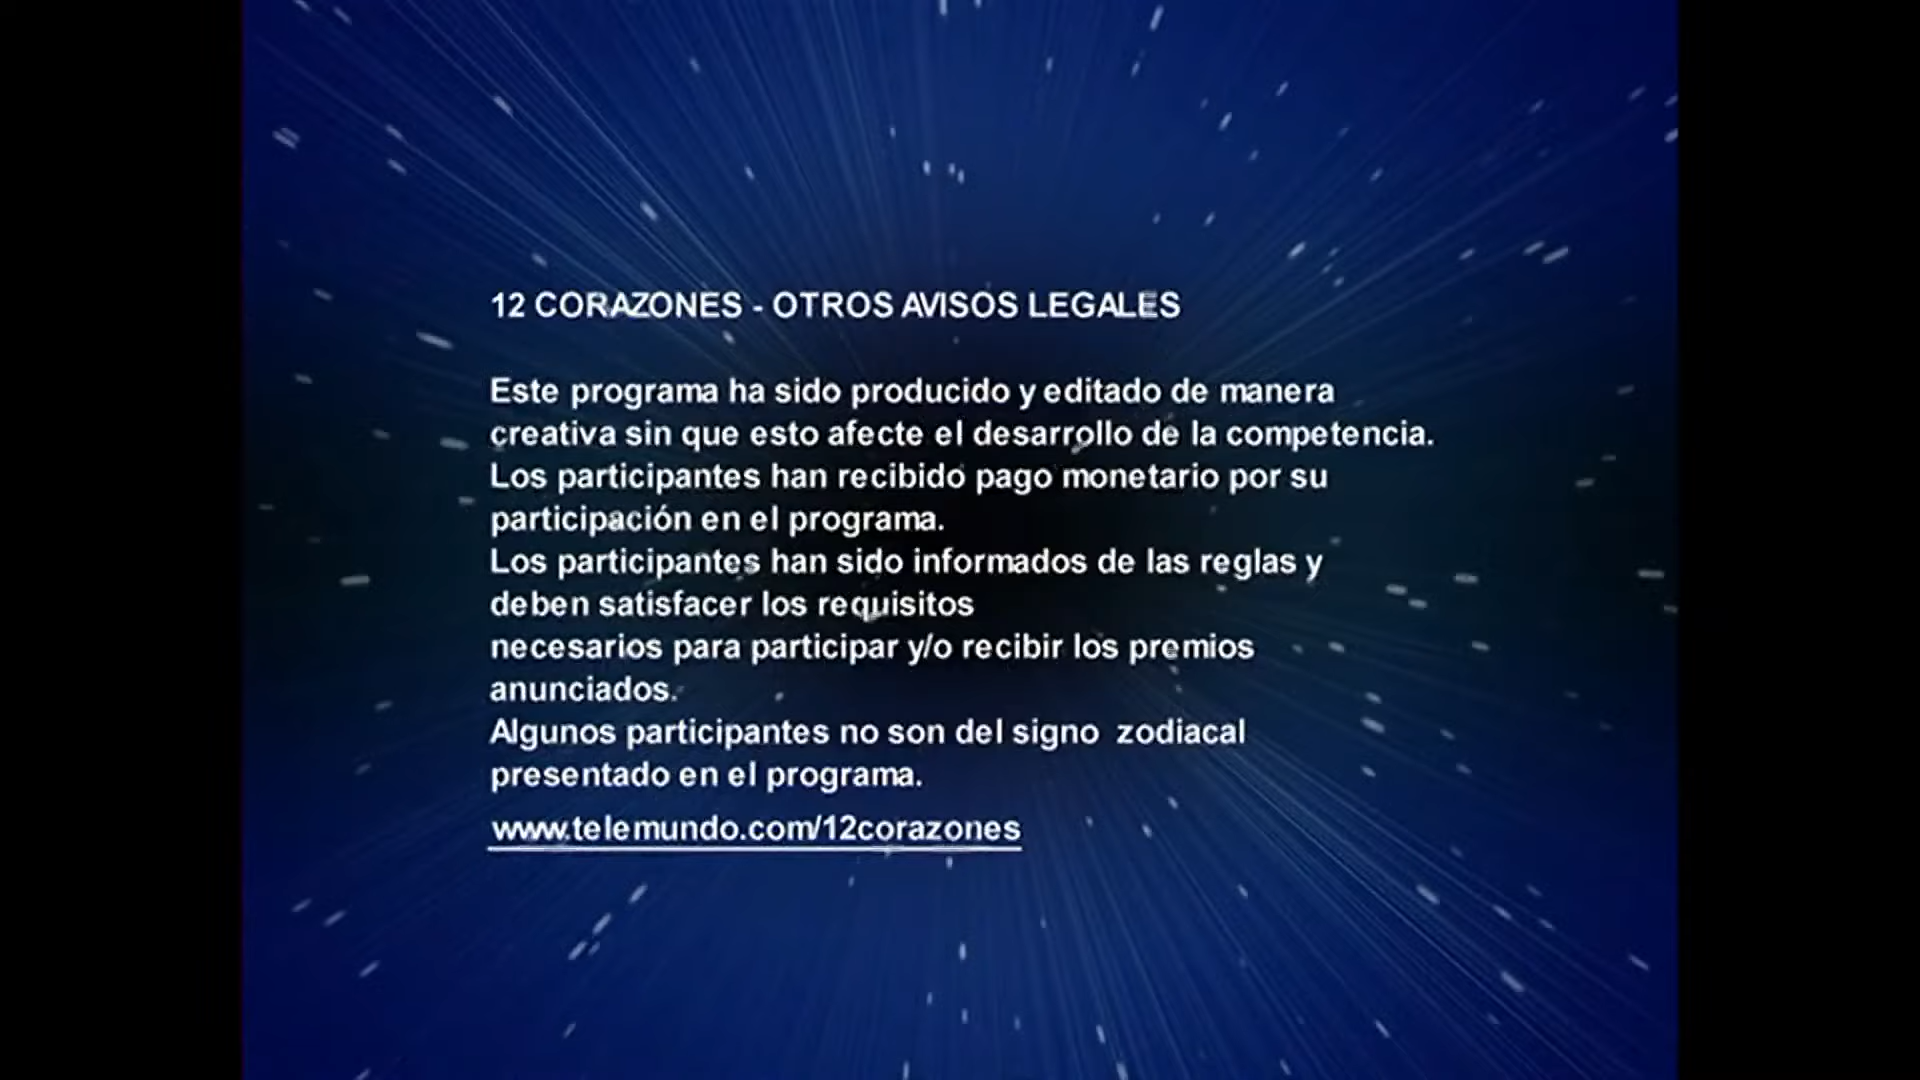 12 CORAZONES - OTROS AVISOS LEGALES
Este programa ha sido producido y editado de manera
creativa sin que esto afecte el desarrollo de la competencia.
Los participantes han recibido pago monetario por su
participación en el programa.
Los participantes han sido informados de las reglas y
deben satisfacer los requisitos
necesarios para participar y/o recibir los premios
anunciados.
Algunos participantes no son del signo zodiacal
presentado en el programa.
www.telemundo.com/12corazones